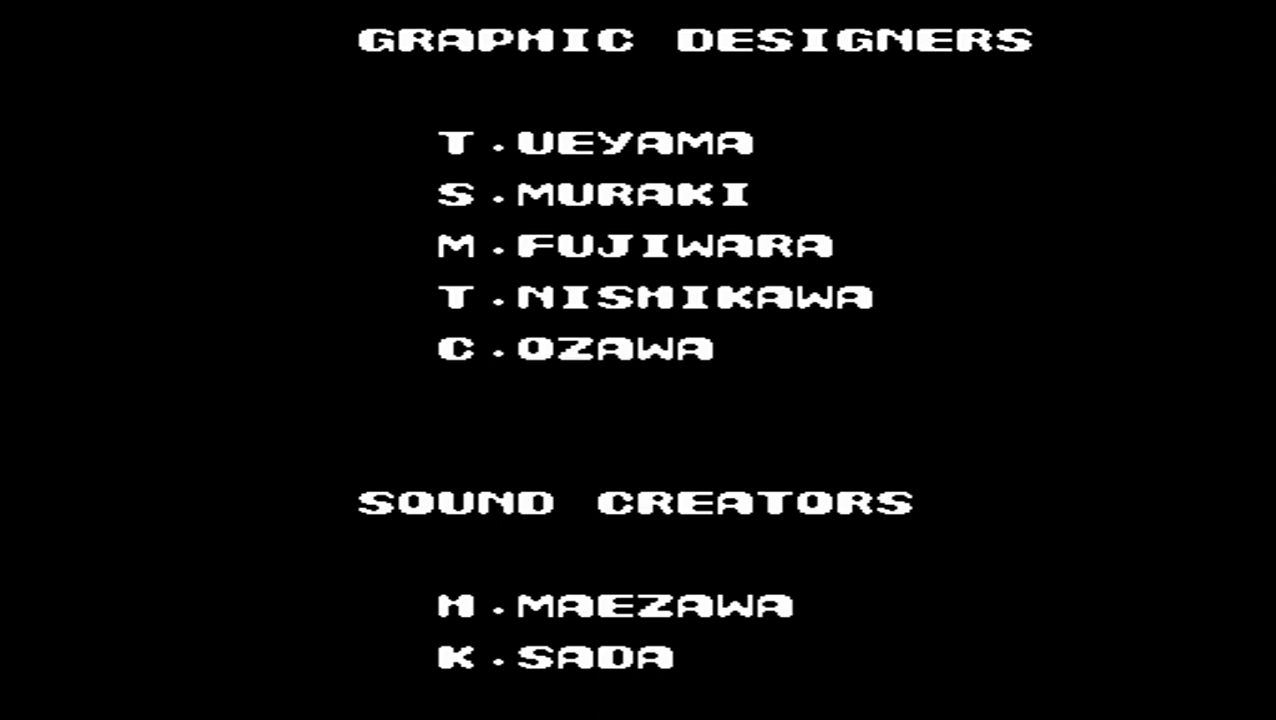 GRAPHIC DESIGNERS
T.UEYAMA
S.MURAKI
M.FUJIWARA
T.NISHIKAWA
C.OZAWA
SOUND CREATORS
H.MAEZAWA
K.SADA